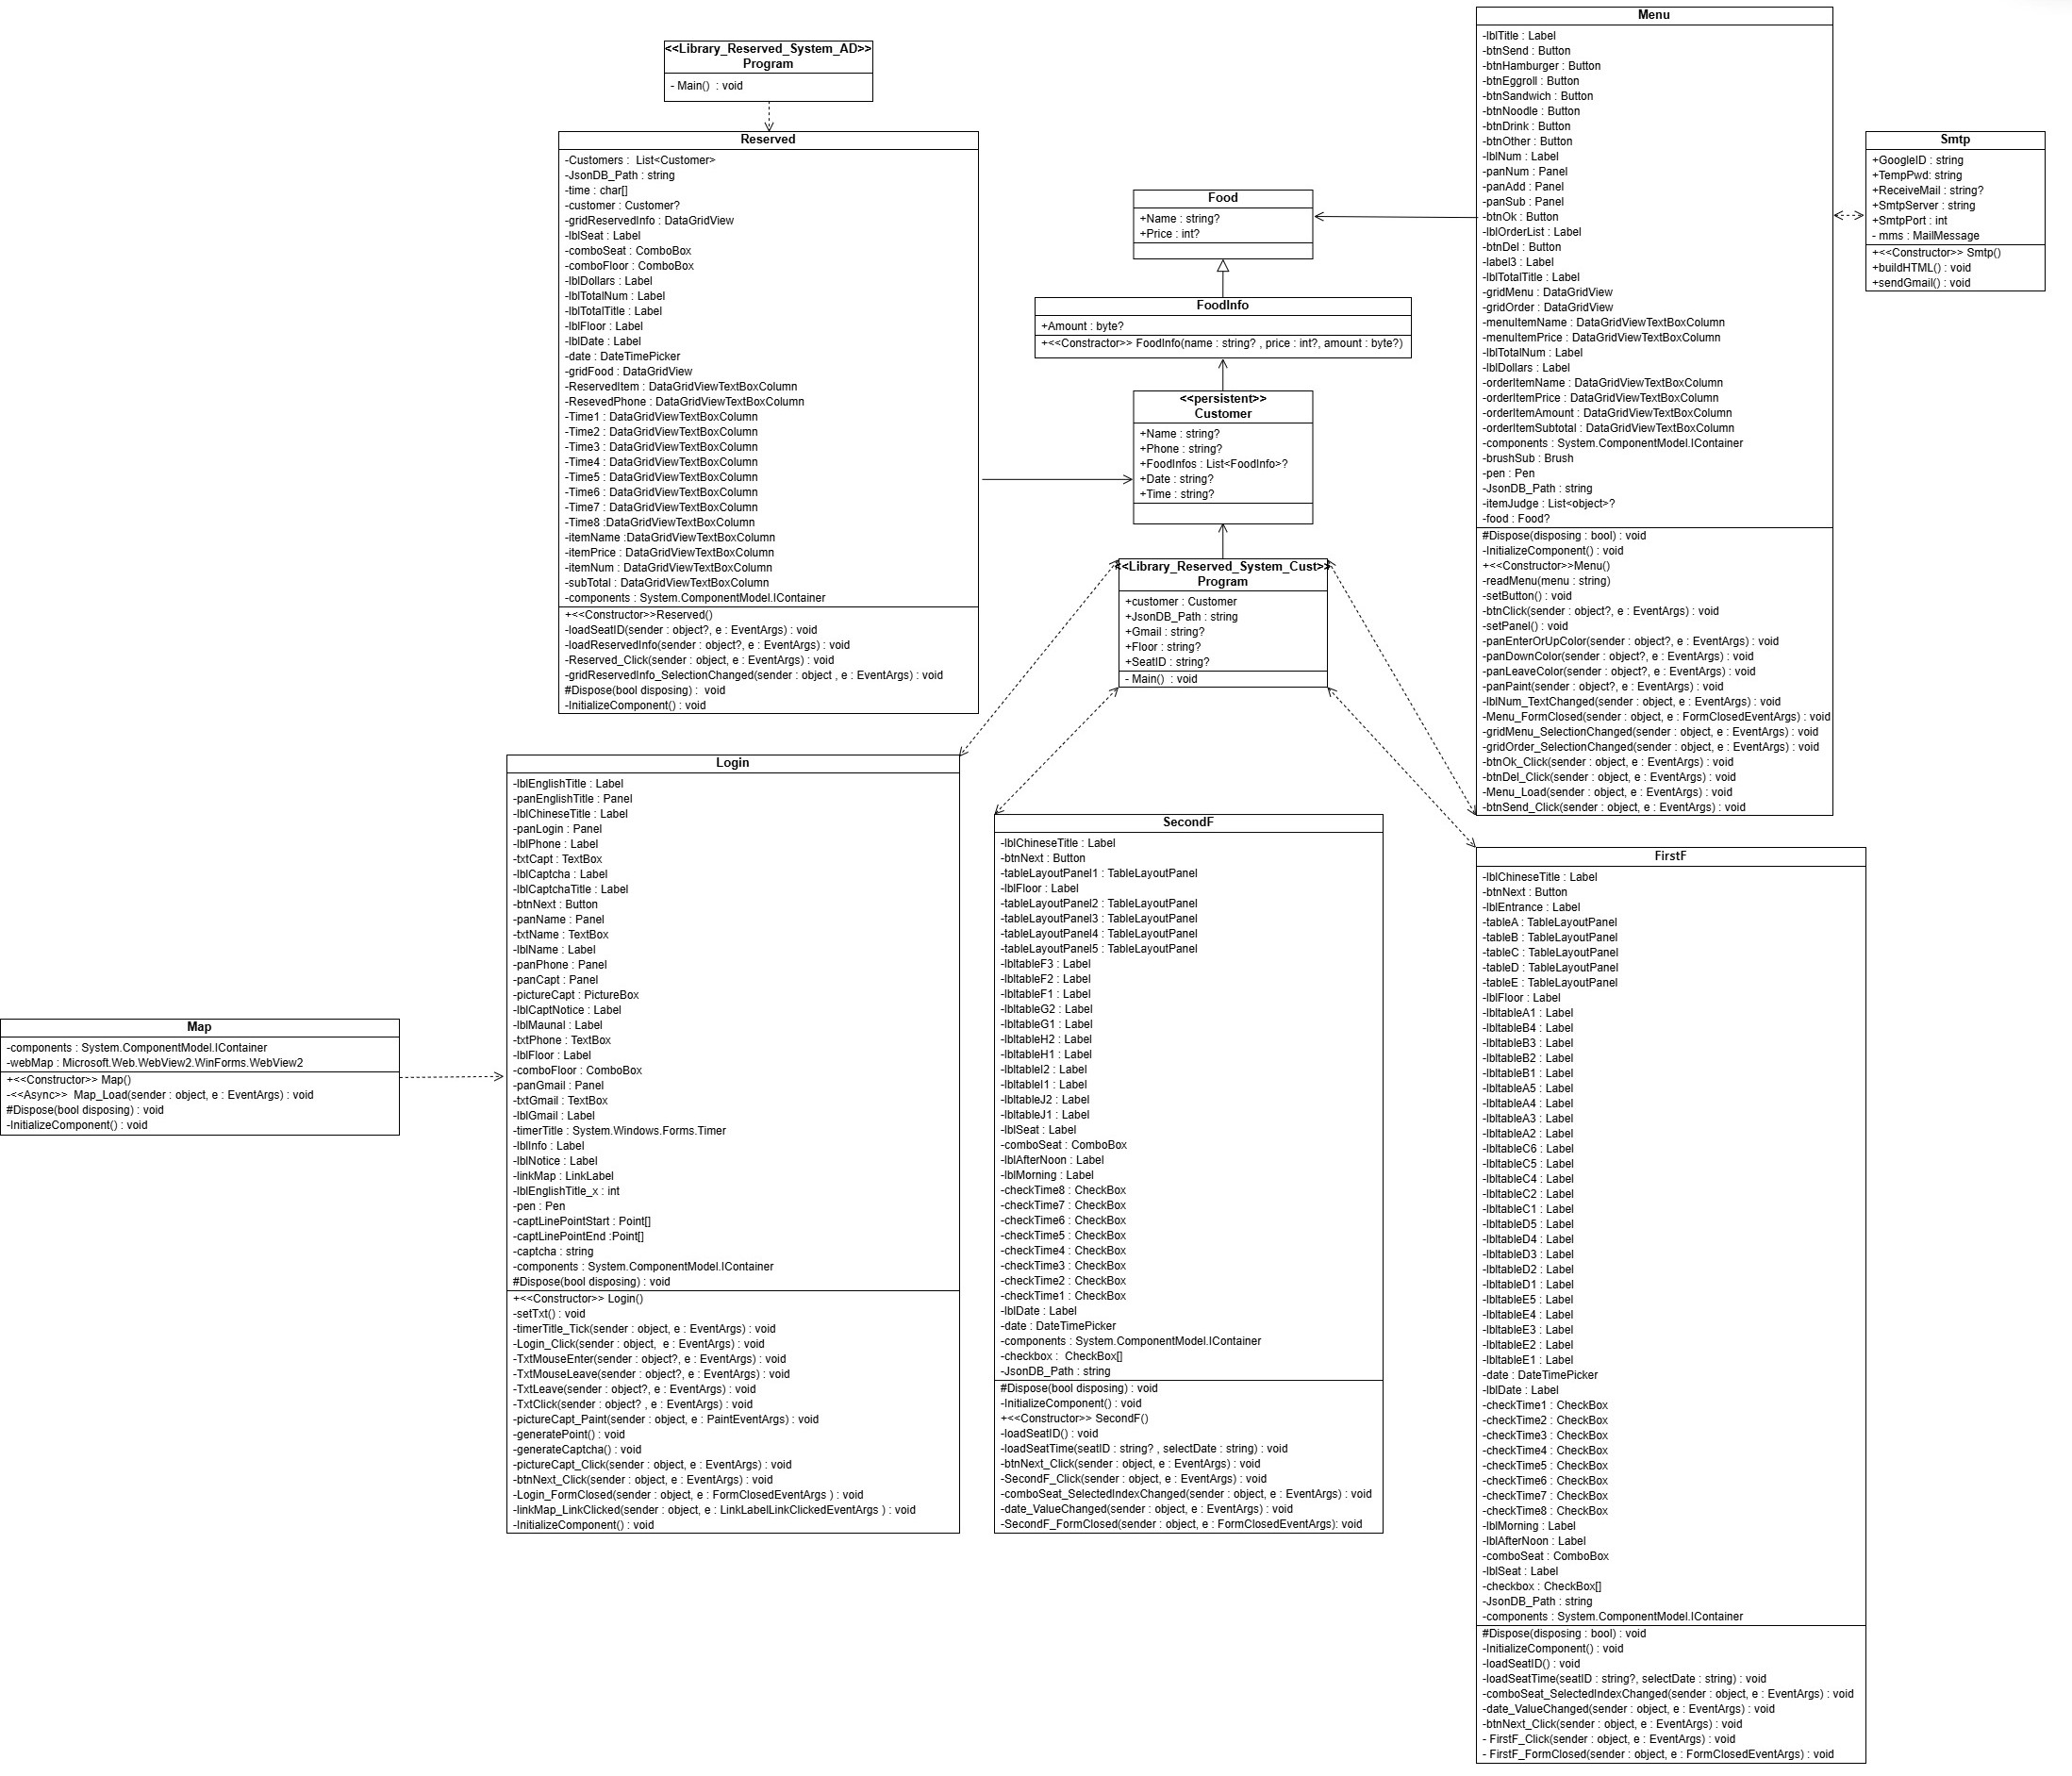 <<Library_Reserved_System_AD>>
Program
- Main()  : void
Reserved
-Customers :  List<Customer>
-JsonDB_Path : string
-time : char[]
-customer : Customer?
-gridReservedInfo : DataGridView
-lblSeat : Label
-comboSeat : ComboBox
-comboFloor : ComboBox
-lblDollars : Label
-lblTotalNum : Label
-lblTotalTitle : Label
-lblFloor : Label
-lblDate : Label
-date : DateTimePicker
-gridFood : DataGridView
-ReservedItem : DataGridViewTextBoxColumn
-ResevedPhone : DataGridViewTextBoxColumn
-Time1 : DataGridViewTextBoxColumn
-Time2 : DataGridViewTextBoxColumn
-Time3 : DataGridViewTextBoxColumn
-Time4 : DataGridViewTextBoxColumn
-Time5 : DataGridViewTextBoxColumn
-Time6 : DataGridViewTextBoxColumn
-Time7 : DataGridViewTextBoxColumn
-Time8 :DataGridViewTextBoxColumn
-itemName :DataGridViewTextBoxColumn
-itemPrice : DataGridViewTextBoxColumn
-itemNum : DataGridViewTextBoxColumn
-subTotal : DataGridViewTextBoxColumn
-components : System.ComponentModel.IContainer
+<<Constructor>>Reserved()
-loadSeatID(sender : object?, e : EventArgs) : void
-loadReservedInfo(sender : object?, e : EventArgs) : void
-Reserved_Click(sender : object, e : EventArgs) : void
-gridReservedInfo_SelectionChanged(sender : object , e : EventArgs) : void
#Dispose(bool disposing) :  void
-InitializeComponent() : void
Food
+Name : string?
+Price : int?
FoodInfo
+Amount : byte?
+<<Constractor>> FoodInfo(name : string? , price : int?, amount : byte?)
<<persistent>>
Customer
+Name : string?
+Phone : string?
+FoodInfos : List<FoodInfo>?
+Date : string?
+Time : string?
<<Library_Reserved_System_Cust>>
Program
+customer : Customer
+JsonDB_Path : string
+Gmail : string?
+Floor : string?
+SeatID : string?
- Main()  : void
Menu
-lblTitle : Label
-btnSend : Button
-btnHamburger : Button
-btnEggroll : Button
-btnSandwich : Button
-btnNoodle : Button
-btnDrink : Button
-btnOther : Button
-lblNum : Label
-panNum : Panel
-panAdd : Panel
-panSub : Panel
-btnOk : Button
-lblOrderList : Label
-btnDel : Button
-label3 : Label
-lblTotalTitle : Label
-gridMenu : DataGridView
-gridOrder : DataGridView
-menuItemName : DataGridViewTextBoxColumn
-menuItemPrice : DataGridViewTextBoxColumn
-lblTotalNum : Label
-lblDollars : Label
-orderItemName : DataGridViewTextBoxColumn
-orderItemPrice : DataGridViewTextBoxColumn
-orderItemAmount : DataGridViewTextBoxColumn
-orderItemSubtotal : DataGridViewTextBoxColumn
-components : System.ComponentModel.IContainer
-brushSub : Brush
-pen : Pen
-JsonDB_Path : string
-itemJudge : List<object>?
-food : Food?
#Dispose(disposing : bool) : void
-InitializeComponent() : void
+<<Constructor>>Menu()
-readMenu(menu : string)
-setButton() : void
-btnClick(sender : object?, e : EventArgs) : void
-setPanel() : void
-panEnterOrUpColor(sender : object?, e : EventArgs) : void
-panDownColor(sender : object?, e : EventArgs) : void
-panLeaveColor(sender : object?, e : EventArgs) : void
-panPaint(sender : object?, e : EventArgs) : void
-lblNum_TextChanged(sender : object, e : EventArgs) : void
-Menu_FormClosed(sender : object, e : FormClosedEventArgs) : void
-gridMenu_SelectionChanged(sender : object, e : EventArgs) : void
-gridOrder_SelectionChanged(sender : object, e : EventArgs) : void
-btnOk_Click(sender : object, e : EventArgs) : void
-btnDel_Click(sender : object, e : EventArgs) : void
-Menu_Load(sender : object, e : EventArgs) : void
-btnSend_Click(sender : object, e : EventArgs) : void
Smtp
+GoogleID : string
+TempPwd: string
+ReceiveMail : string?
+SmtpServer : string
+SmtpPort : int
- mms : MailMessage
+<<Constructor>> Smtp()
+buildHTML() : void
+sendGmail() : void
Map
-components : System.ComponentModel.IContainer
-webMap : Microsoft.Web.WebView2.WinForms.WebView2
+<<Constructor>> Map()
-<<Async>>  Map_Load(sender : object, e : EventArgs) : void
#Dispose(bool disposing) : void
-InitializeComponent() : void
Login
-lblEnglishTitle : Label
-panEnglishTitle : Panel
-lblChineseTitle : Label
-panLogin : Panel
-lblPhone : Label
-txtCapt : TextBox
-lblCaptcha : Label
-lblCaptchaTitle : Label
-btnNext : Button
-panName : Panel
-txtName : TextBox
-lblName : Label
-panPhone : Panel
-panCapt : Panel
-pictureCapt : PictureBox
-lblCaptNotice : Label
-lblMaunal : Label
-txtPhone : TextBox
-lblFloor : Label
-comboFloor : ComboBox
-panGmail : Panel
-txtGmail : TextBox
-lblGmail : Label
-timerTitle : System.Windows.Forms.Timer
-lblInfo : Label
-lblNotice : Label
-linkMap : LinkLabel
-lblEnglishTitle_x : int
-pen : Pen
-captLinePointStart : Point[]
-captLinePointEnd :Point[]
-captcha : string
-components : System.ComponentModel.IContainer
#Dispose(bool disposing) : void
+<<Constructor>> Login()
-setTxt() : void
-timerTitle_Tick(sender : object, e : EventArgs) : void
-Login_Click(sender : object,  e : EventArgs) : void
-TxtMouseEnter(sender : object?, e : EventArgs) : void
-TxtMouseLeave(sender : object?, e : EventArgs) : void
-TxtLeave(sender : object?, e : EventArgs) : void
-TxtClick(sender : object? , e : EventArgs) : void
-pictureCapt_Paint(sender : object, e : PaintEventArgs) : void
-generatePoint() : void
-generateCaptcha() : void
-pictureCapt_Click(sender : object, e : EventArgs) : void
-btnNext_Click(sender : object, e : EventArgs) : void
-Login_FormClosed(sender : object, e : FormClosedEventArgs ) : void
-linkMap_LinkClicked(sender : object, e : LinkLabelLinkClickedEventArgs ) : void
-InitializeComponent() : void
SecondF
-lblChineseTitle : Label
-btnNext : Button
-tableLayoutPanel1 : TableLayoutPanel
-lblFloor : Label
-tableLayoutPanel2 : TableLayoutPanel
-tableLayoutPanel3 : TableLayoutPanel
-tableLayoutPanel4 : TableLayoutPanel
-tableLayoutPanel5 : TableLayoutPanel
-lbltableF3 : Label
-lbltableF2 : Label
-lbltableF1 : Label
-lbltableG2 : Label
-lbltableG1 : Label
-lbltableH2 : Label
-lbltableH1 : Label
-lbltableI2 : Label
-lbltableI1 : Label
-lbltableJ2 : Label
-lbltableJ1 : Label
-lblSeat : Label
-comboSeat : ComboBox
-lblAfterNoon : Label
-lblMorning : Label
-checkTime8 : CheckBox
-checkTime7 : CheckBox
-checkTime6 : CheckBox
-checkTime5 : CheckBox
-checkTime4 : CheckBox
-checkTime3 : CheckBox
-checkTime2 : CheckBox
-checkTime1 : CheckBox
-lblDate : Label
-date : DateTimePicker
-components : System.ComponentModel.IContainer
-checkbox :  CheckBox[]
-JsonDB_Path : string
#Dispose(bool disposing) : void
-InitializeComponent() : void
+<<Constructor>> SecondF()
-loadSeatID() : void
-loadSeatTime(seatID : string? , selectDate : string) : void
-btnNext_Click(sender : object, e : EventArgs) : void
-SecondF_Click(sender : object, e : EventArgs) : void
-comboSeat_SelectedIndexChanged(sender : object, e : EventArgs) : void
-date_ValueChanged(sender : object, e : EventArgs) : void
-SecondF_FormClosed(sender : object, e : FormClosedEventArgs): void
FirstF
-lblChineseTitle : Label
-btnNext : Button
-lblEntrance : Label
-tableA : TableLayoutPanel
-tableB : TableLayoutPanel
-tableC : TableLayoutPanel
-tableD : TableLayoutPanel
-tableE : TableLayoutPanel
-lblFloor : Label
-lbltableA1 : Label
-lbltableB4 : Label
-lbltableB3 : Label
-lbltableB2 : Label
-lbltableB1 : Label
-lbltableA5 : Label
-lbltableA4 : Label
-lbltableA3 : Label
-lbltableA2 : Label
-lbltableC6 : Label
-lbltableC5 : Label
-lbltableC4 : Label
-lbltableC2 : Label
-lbltableC1 : Label
-lbltableD5 : Label
-lbltableD4 : Label
-lbltableD3 : Label
-lbltableD2 : Label
-lbltableD1 : Label
-lbltableE5 : Label
-lbltableE4 : Label
-lbltableE3 : Label
-lbltableE2 : Label
-lbltableE1 : Label
-date : DateTimePicker
-lblDate : Label
-checkTime1 : CheckBox
-checkTime2 : CheckBox
-checkTime3 : CheckBox
-checkTime4 : CheckBox
-checkTime5 : CheckBox
-checkTime6 : CheckBox
-checkTime7 : CheckBox
-checkTime8 : CheckBox
-lblMorning : Label
-lblAfterNoon : Label
-comboSeat : ComboBox
-lblSeat : Label
-checkbox : CheckBox[]
-JsonDB_Path : string
-components : System.ComponentModel.IContainer
#Dispose(disposing : bool) : void
-InitializeComponent() : void
-loadSeatID() : void
-loadSeatTime(seatID : string?, selectDate : string) : void
-comboSeat_SelectedIndexChanged(sender : object, e : EventArgs) : void
-date_ValueChanged(sender : object, e : EventArgs) : void
-btnNext_Click(sender : object, e : EventArgs) : void
- FirstF_Click(sender : object, e : EventArgs) : void
- FirstF_FormClosed(sender : object, e : FormClosedEventArgs) : void